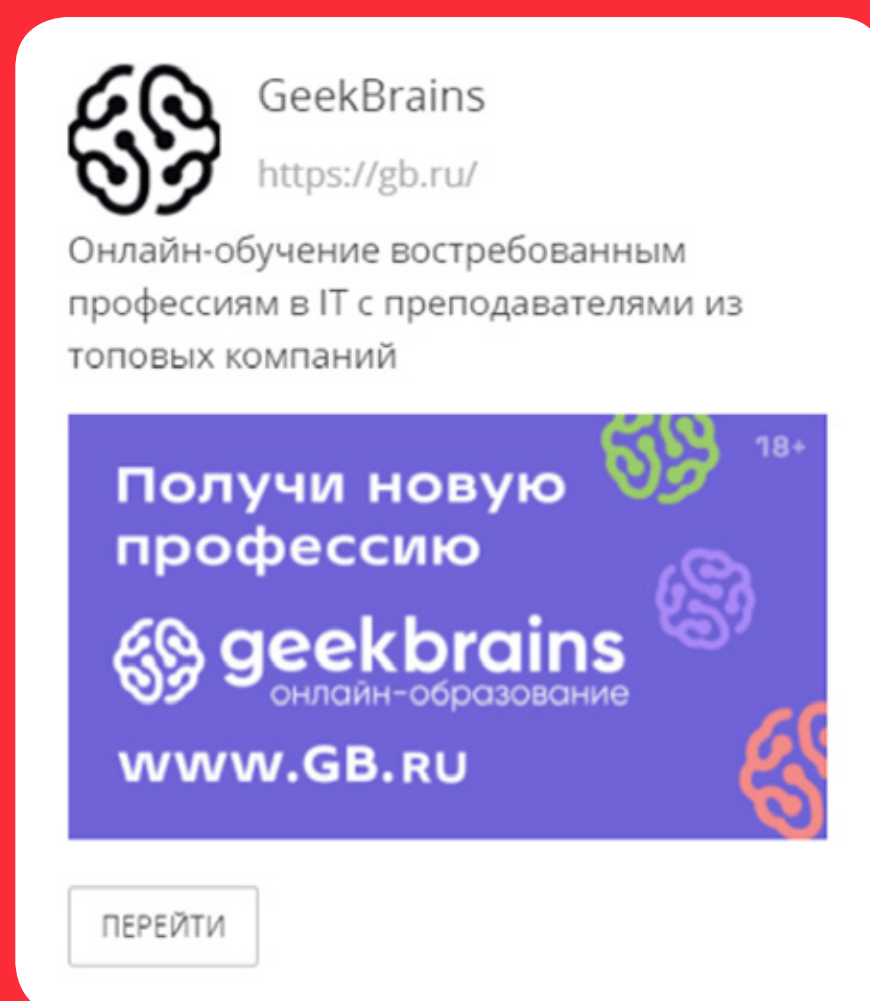 GeekBrains
https://gb.ru/
Онлайн-обучение востребованным
профессиям в IT с преподавателями из
топовых компаний
18+
Получи новую
профессию
geekbrains
онлайн-образование
www.GB.RU
ПЕРЕЙТИ